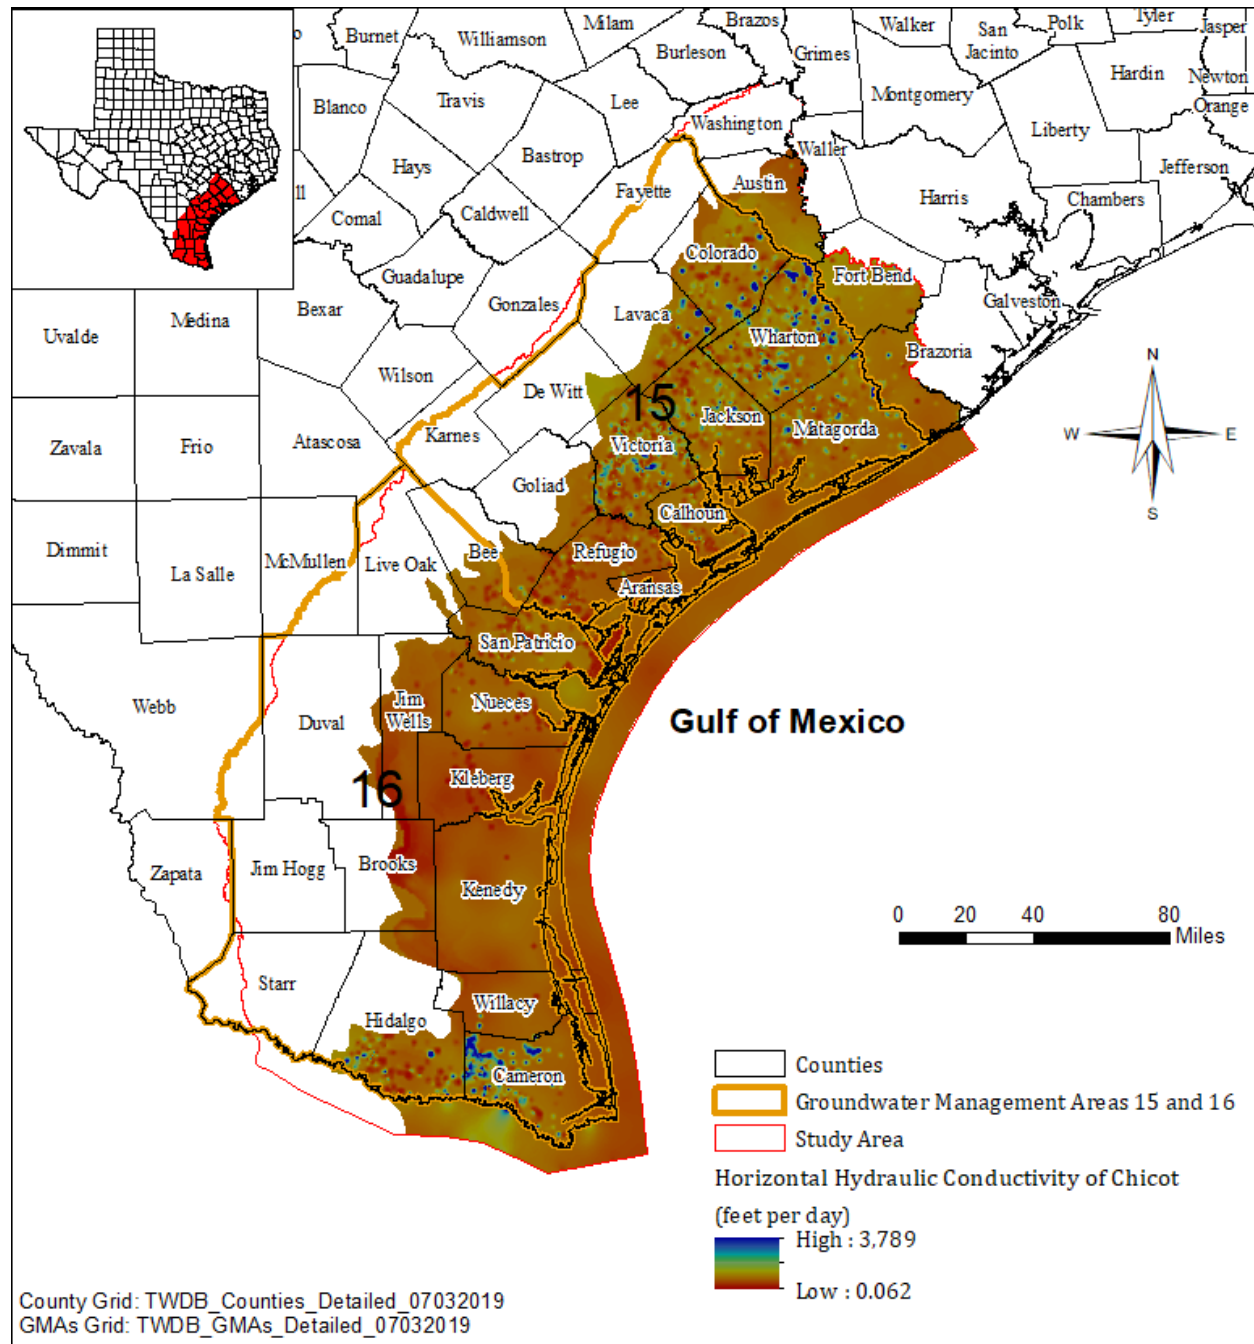 Burnet
Williamson
Milam
Brazos
Walker
San
Jacinto
Polk
Tyler
Jasper
Burleson
Grimes
Hardin
Newton
Orange
Blanco
Travis
Lee
Montgomery
Washington
Liberty
Waller
Jefferson
Hays
Bastrop
Austin
Harris
Chambers
Fayette
ll
Comal
Caldwell
Colorado
Guadalupe
Fort Bend
Bexar
Gonzales
Galveston
Medina
Lavaca
Uvalde
Wharton
Brazoria
N
Wilson
De Witt
15
Jackson
Karnes
Matagorda
W
E
Zavala
Frio
Atascosa
Victoria
Goliad
S
Calhoun
Dimmit
La Salle
McMullen
Live Oak
Bee
Refugio
Aransas
San Patricio
Webb
Duval
Jim
Wells
Nueces
Gulf of Mexico
16
Kleberg
Zapata
Jim Hogg
Brooks
Kenedy
0 20 40 80
Miles
Starr
Willacy
Hidalgo
Cameron
Counties
Groundwater Management Areas 15 and 16
Study Area
Horizontal Hydraulic Conductivity of Chicot
(feet per day)
High : 3,789
Low : 0.062
County Grid: TWDB_Counties_Detailed_07032019
GMAs Grid: TWDB_GMAs_Detailed_07032019